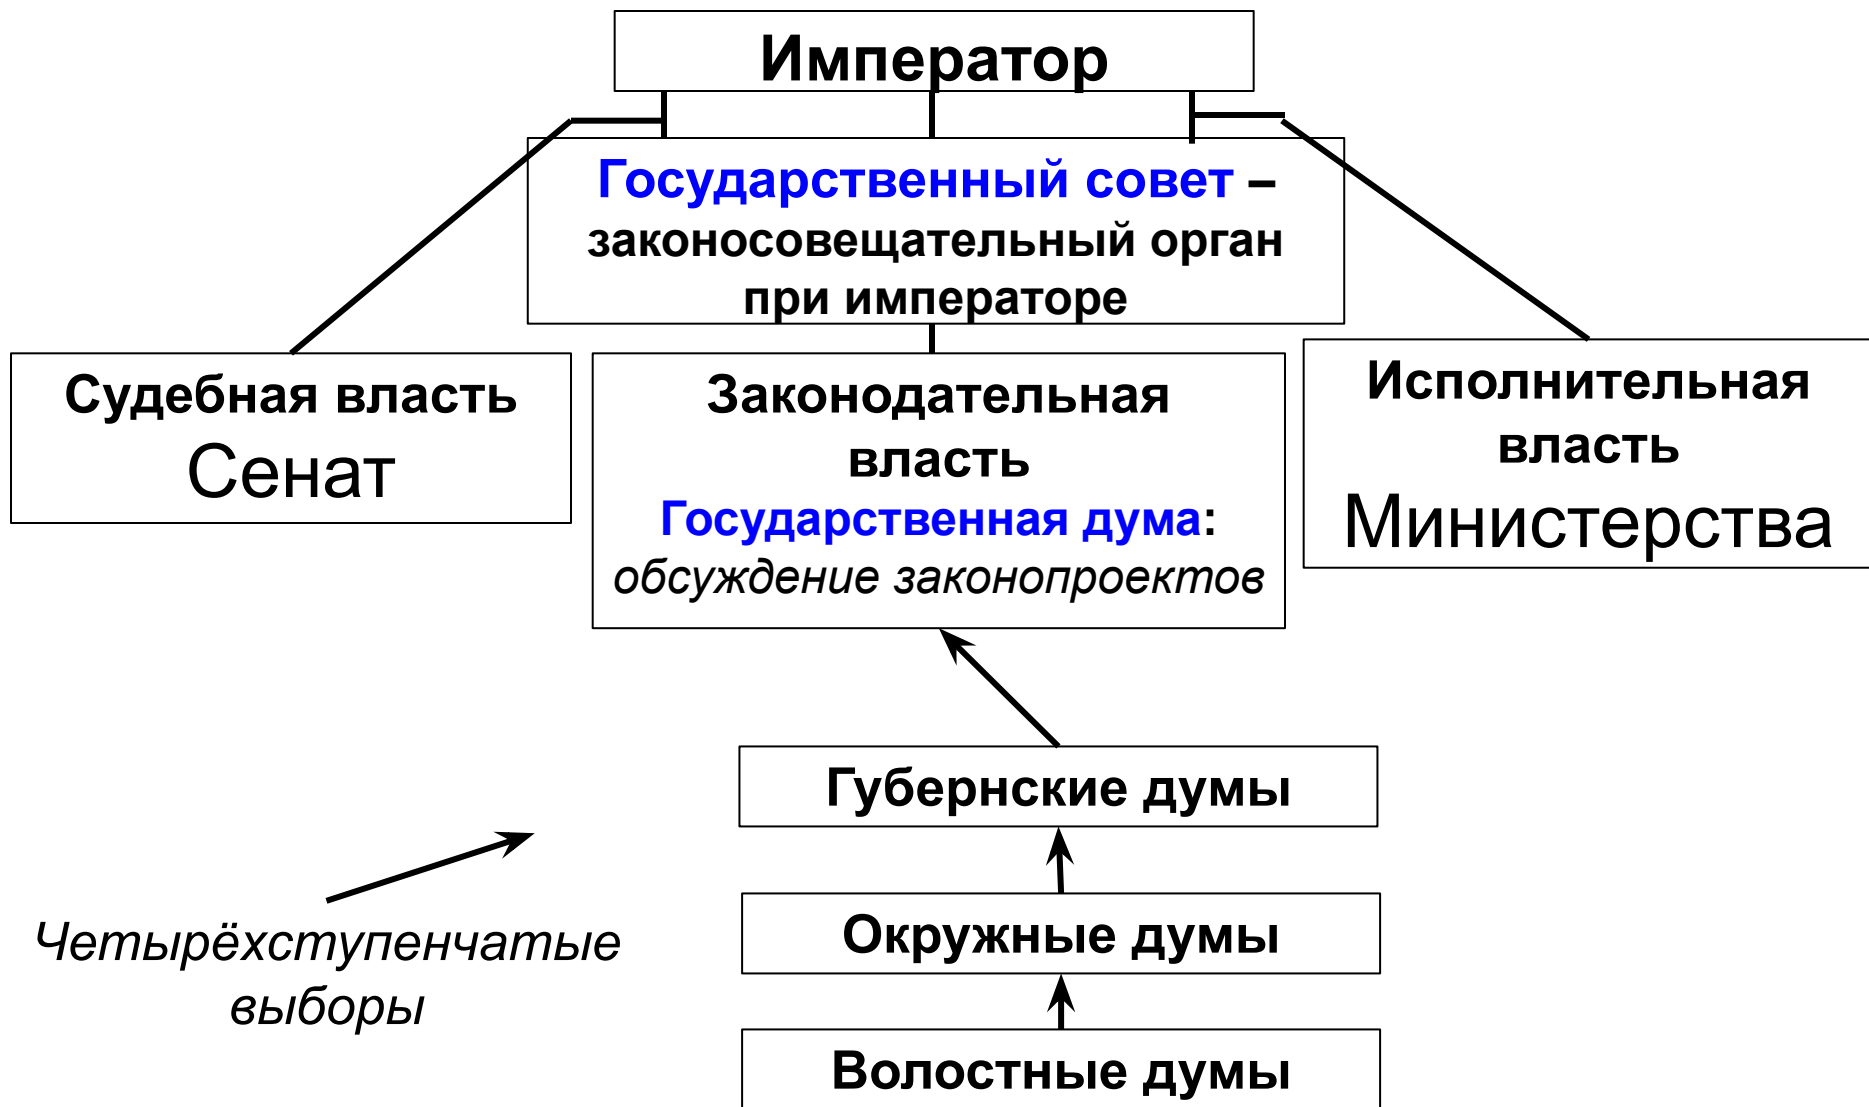 Император
Государственный совет –
законосовещательный орган
при императоре
Судебная власть
Сенат
Законодательная
власть
Государственная дума:
обсуждение законопроектов
Исполнительная
власть
Министерства
Губернские думы
Четырёхступенчатые
выборы
Окружные думы
Волостные думы